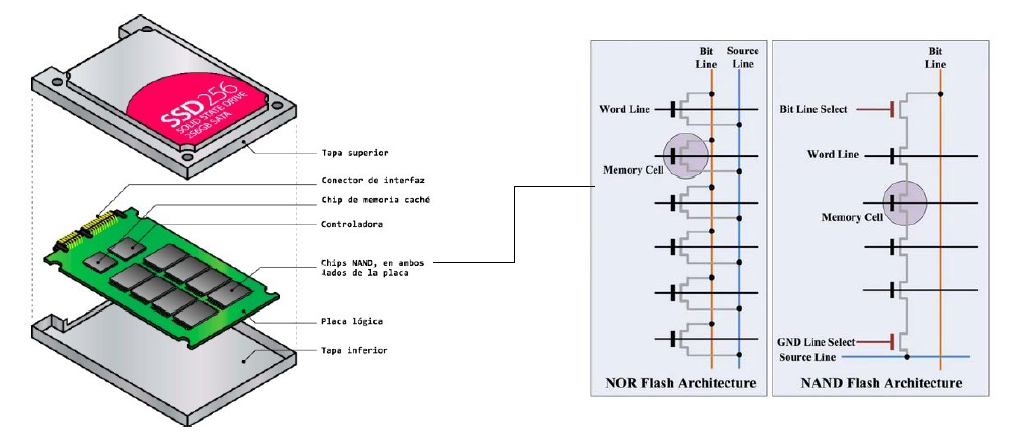 SSD256
SOLID STATE DRIVE
256GB SATA
Tapa superior
Conector de interfaz
Chip de memoria caché
Controladora
Chips NAND, en ambos
lados de la placa
Placa lógica
Tapa inferior
Bit
Line
Source
Line
Word Line
Memory Cell
NOR Flash Architecture
Bit
Line
Bit Line Select
Word Line
Memory Cell
GND Line Select
Source Line
NAND Flash Architecture